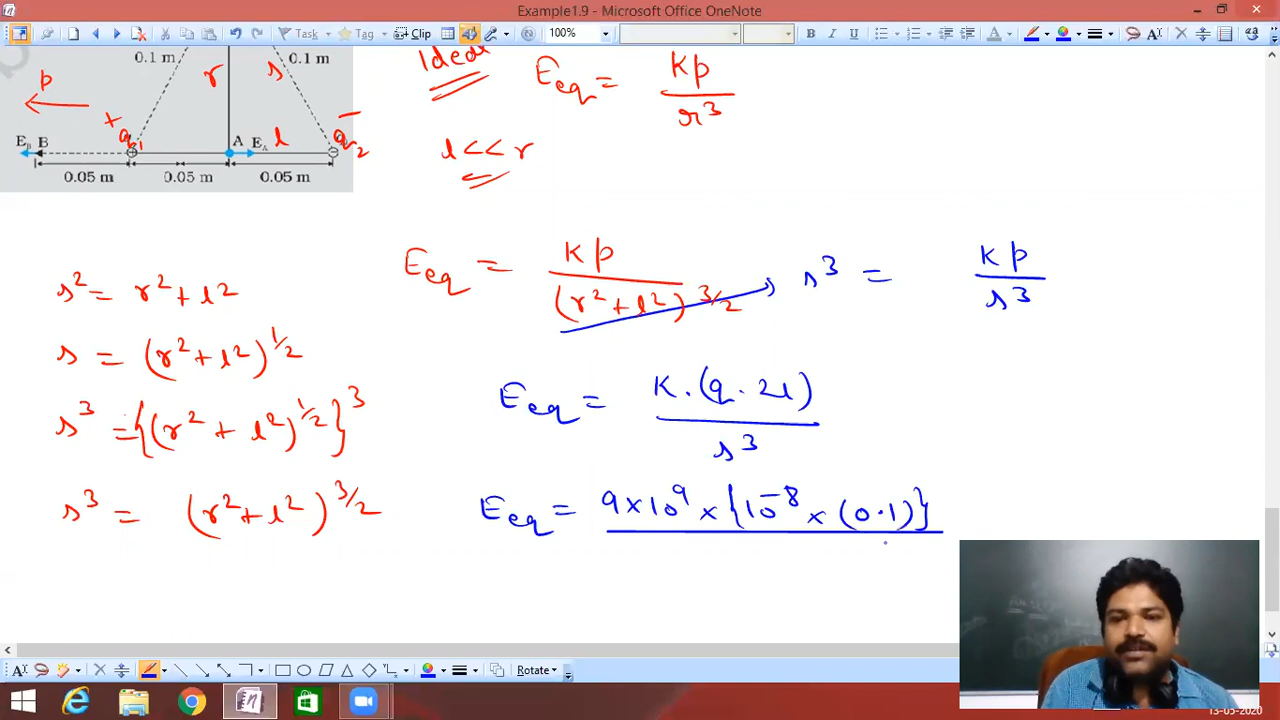 Example1.9 - Microsoft Office OneNote
Task Clip 100% B I U
0.1 m r s 0.1 m
p
+ q1 A EA l q2 −
EB B
0.05 m 0.05 m 0.05 m
Ideal
Eeq = kp / r³
l << r
s² = r² + l²
s = (r² + l²)^1/2
s³ = {(r² + l²)^1/2}³
s³ = (r² + l²)^3/2
Eeq = kp / (r² + l²)^3/2 → s³ = kp / s³
Eeq = K.(q.2l) / s³
Eeq = 9×10⁹ × {10⁻⁸ × (0.1)}
Rotate
13-05-2020